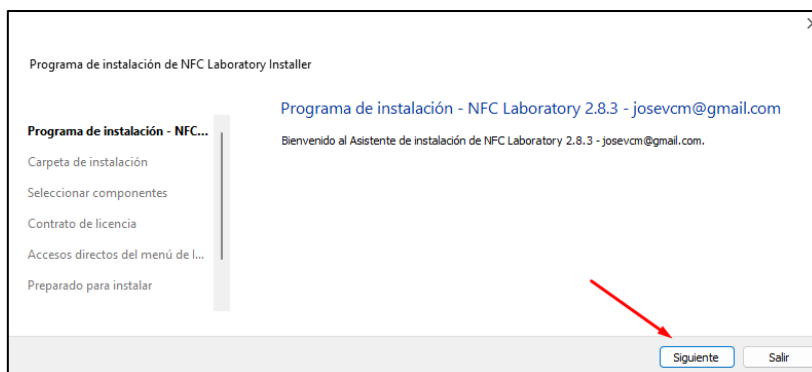 Programa de instalación de NFC Laboratory Installer
Programa de instalación - NFC...
Carpeta de instalación
Seleccionar componentes
Contrato de licencia
Accesos directos del menú de I...
Preparado para instalar
Programa de instalación - NFC Laboratory 2.8.3 - josevcm@gmail.com
Bienvenido al Asistente de instalación de NFC Laboratory 2.8.3 - josevcm@gmail.com.
Siguiente
Salir